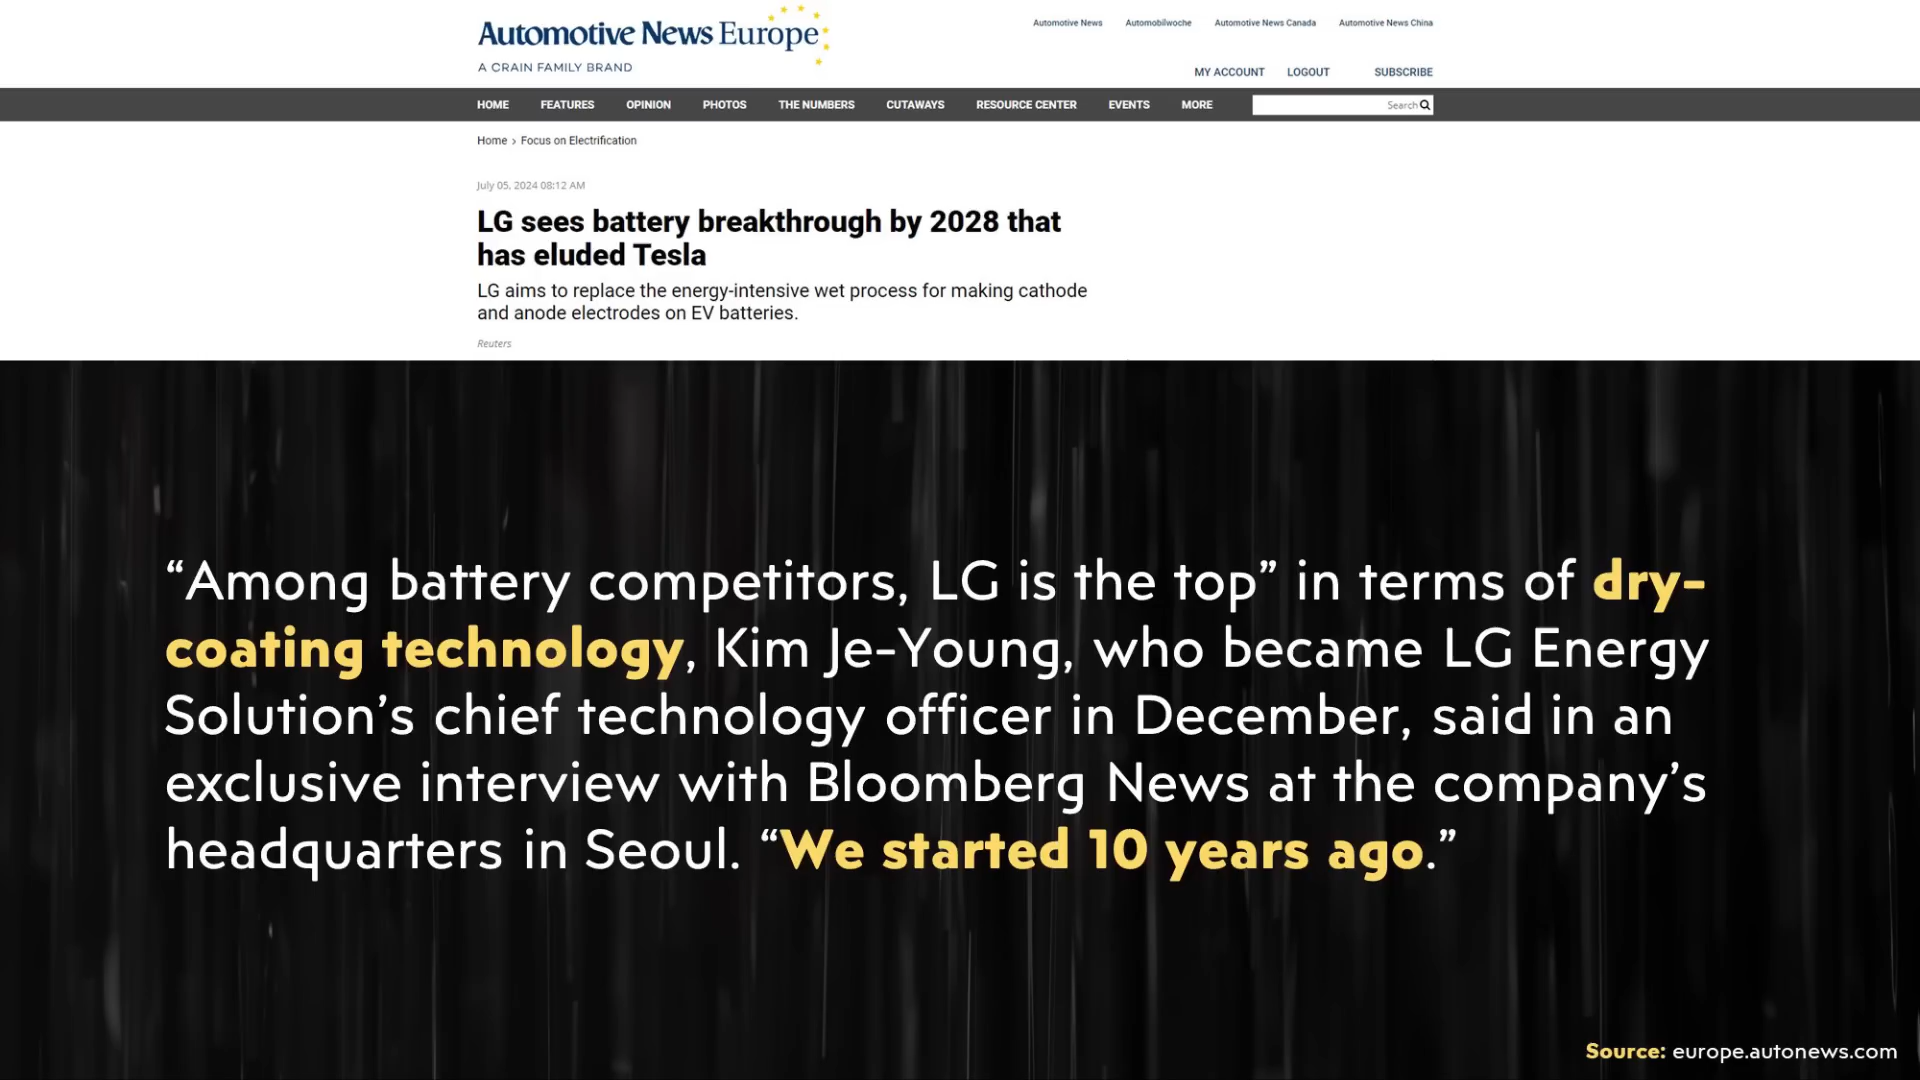 Automotive News Europe
A CRAIN FAMILY BRAND
Automotive News Automobilwoche Automotive News Canada Automotive News China
MY ACCOUNT LOGOUT SUBSCRIBE
HOME FEATURES OPINION PHOTOS THE NUMBERS CUTAWAYS RESOURCE CENTER EVENTS MORE Search
Home › Focus on Electrification
July 05, 2024 08:12 AM
LG sees battery breakthrough by 2028 that
has eluded Tesla
LG aims to replace the energy-intensive wet process for making cathode
and anode electrodes on EV batteries.
Reuters
“Among battery competitors, LG is the top” in terms of dry-
coating technology, Kim Je-Young, who became LG Energy
Solution’s chief technology officer in December, said in an
exclusive interview with Bloomberg News at the company’s
headquarters in Seoul. “We started 10 years ago.”
Source: europe.autonews.com